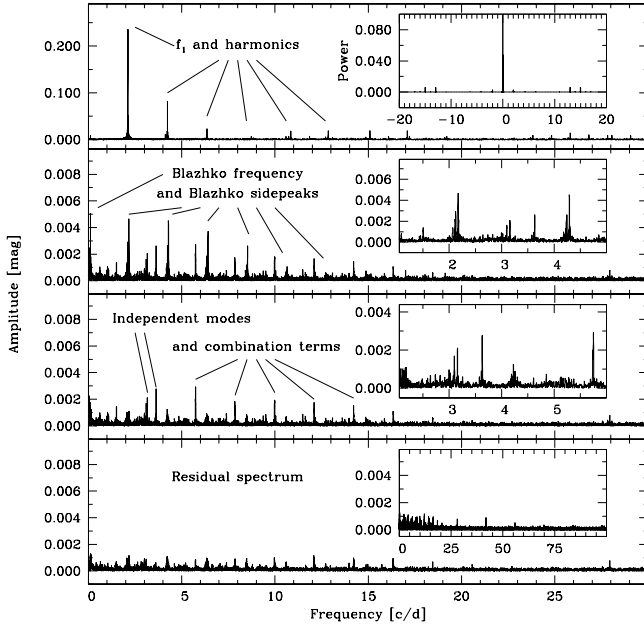 f₁ and harmonics
0.200
0.100
0.000
Power
0.080
0.040
0.000
−20 −10 0 10 20
Blazhko frequency
and Blazhko sidepeaks
0.008
0.006
0.004
0.002
0.000
0.006
0.004
0.002
0.000
2 3 4
Amplitude [mag]
Independent modes
and combination terms
0.008
0.006
0.004
0.002
0.000
0.004
0.002
0.000
3 4 5
Residual spectrum
0.008
0.006
0.004
0.002
0.000
0.004
0.002
0.000
0 25 50 75
0 5 10 15 20 25
Frequency [c/d]